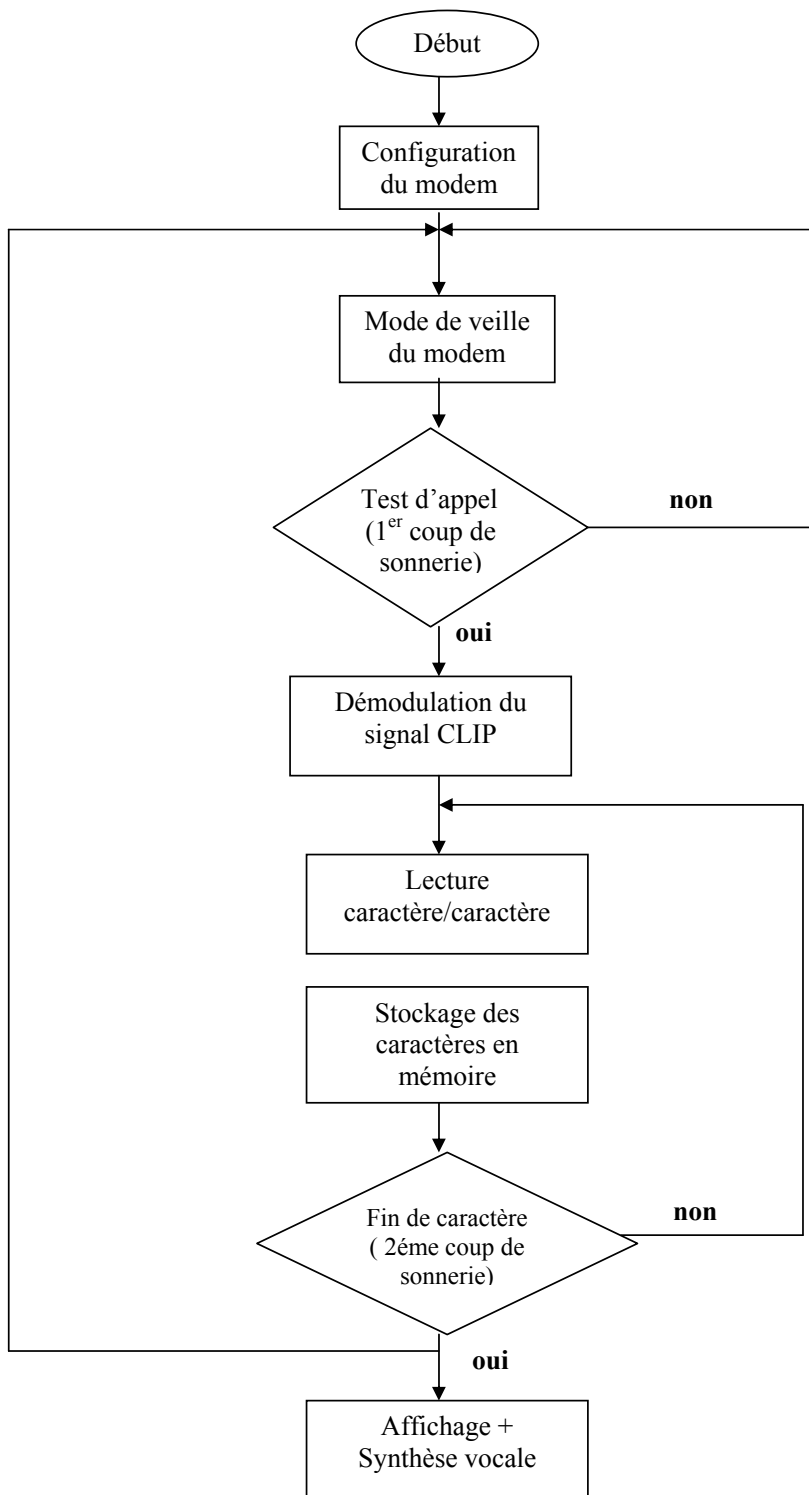 Début
Configuration
du modem
Mode de veille
du modem
Test d’appel
(1er coup de
sonnerie)
non
oui
Démodulation du
signal CLIP
Lecture
caractère/caractère
Stockage des
caractères en
mémoire
Fin de caractère
( 2éme coup de
sonnerie)
non
oui
Affichage +
Synthèse vocale